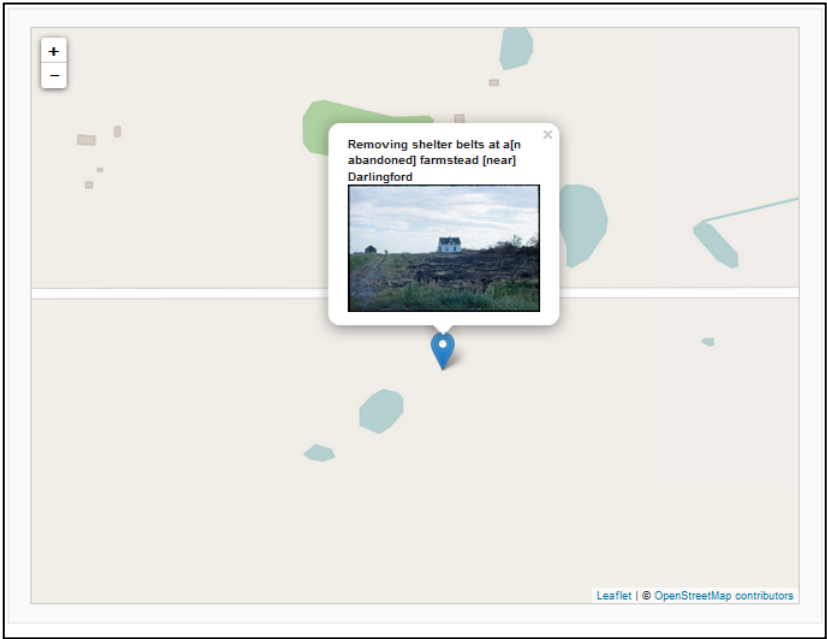 +
−
×
Removing shelter belts at a[n
abandoned] farmstead [near]
Darlingford
Leaflet | © OpenStreetMap contributors